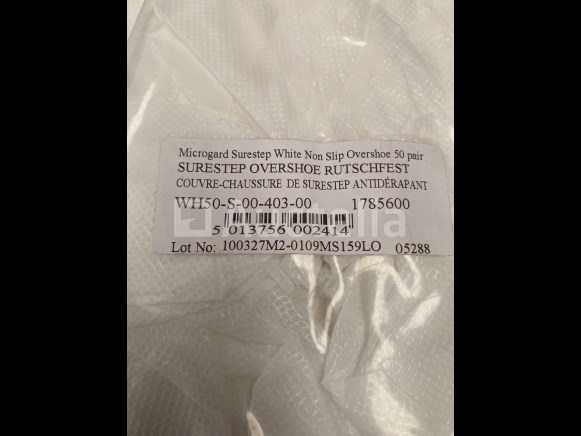 Microgard Surestep White Non Slip Overshoe 50 pair
SURESTEP OVERSHOE RUTSCHFEST
COUVRE-CHAUSSURE DE SURESTEP ANTIDÉRAPANT
WH50-S-00-403-00 1785600
5 013756 002414
Lot No: 100327M2-0109MS159LO 05288